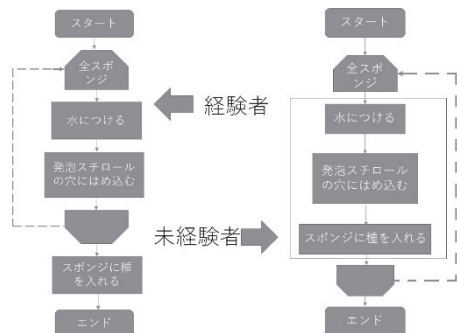 スタート
全スポ
ンジ
水につける
発泡スチロール
の穴にはめ込む
スポンジに種
を入れる
エンド
経験者
未経験者
スタート
全スポ
ンジ
水につける
発泡スチロール
の穴にはめ込む
スポンジに種を入れる
エンド